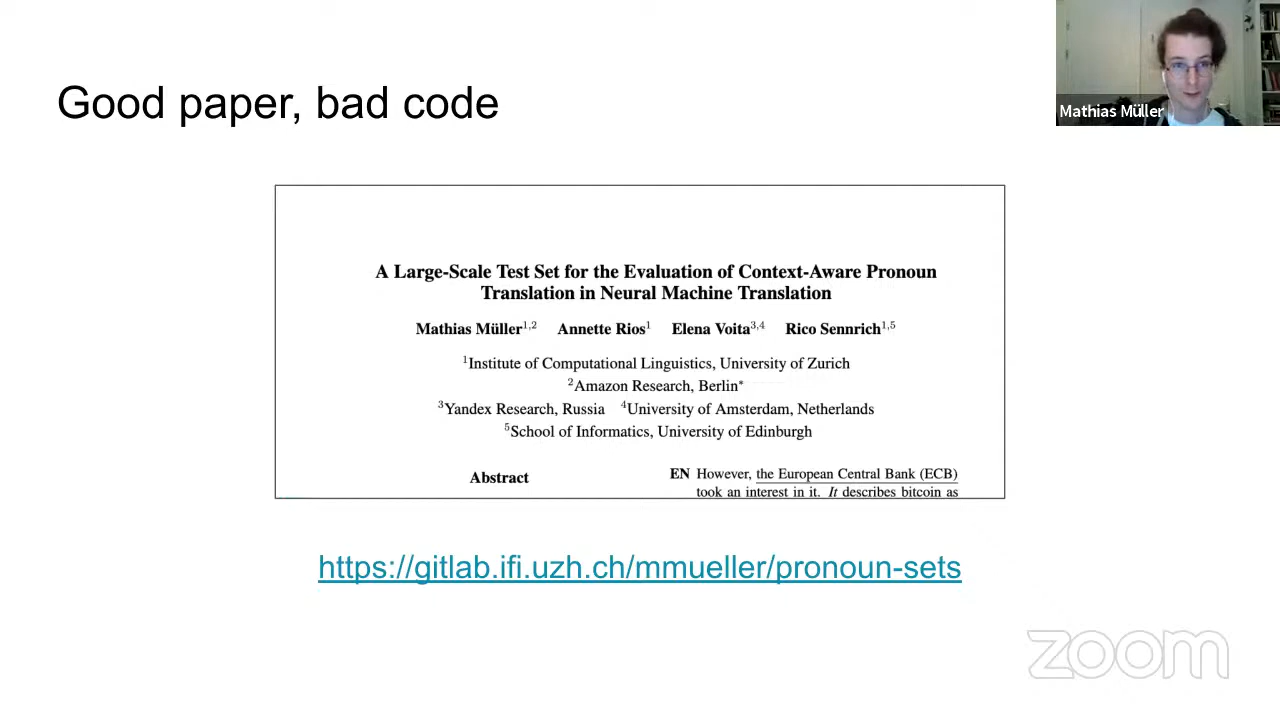 Good paper, bad code
Mathias Müller
A Large-Scale Test Set for the Evaluation of Context-Aware Pronoun
Translation in Neural Machine Translation
Mathias Müller1,2 Annette Rios1 Elena Voita3,4 Rico Sennrich1,5
1Institute of Computational Linguistics, University of Zurich
2Amazon Research, Berlin*
3Yandex Research, Russia 4University of Amsterdam, Netherlands
5School of Informatics, University of Edinburgh
Abstract
EN However, the European Central Bank (ECB)
took an interest in it. It describes bitcoin as
https://gitlab.ifi.uzh.ch/mmueller/pronoun-sets
zoom